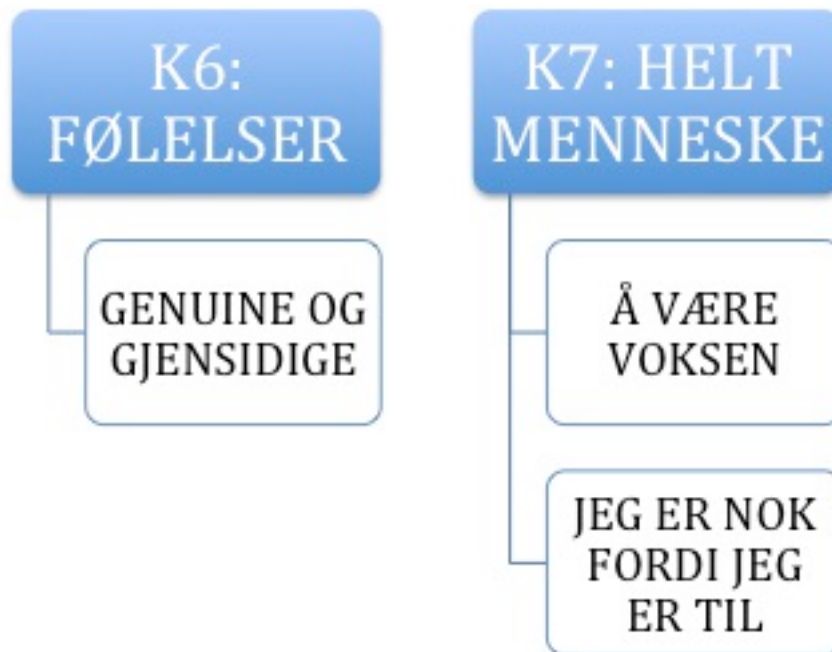 K6:
FØLELSER
GENUINE OG
GJENSIDIGE
K7: HELT
MENNESKE
Å VÆRE
VOKSEN
JEG ER NOK
FORDI JEG
ER TIL